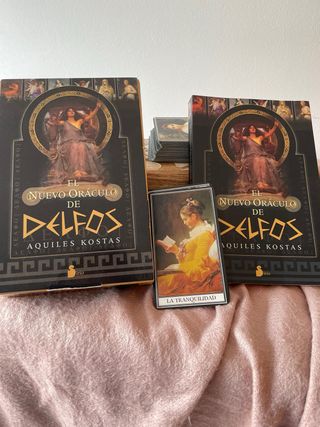 EL
NUEVO ORÁCULO
DE
DELFOS
AQUILES KOSTAS
EL
NUEVO ORÁCULO
DE
DELFOS
AQUILES KOSTAS
LA TRANQUILIDAD